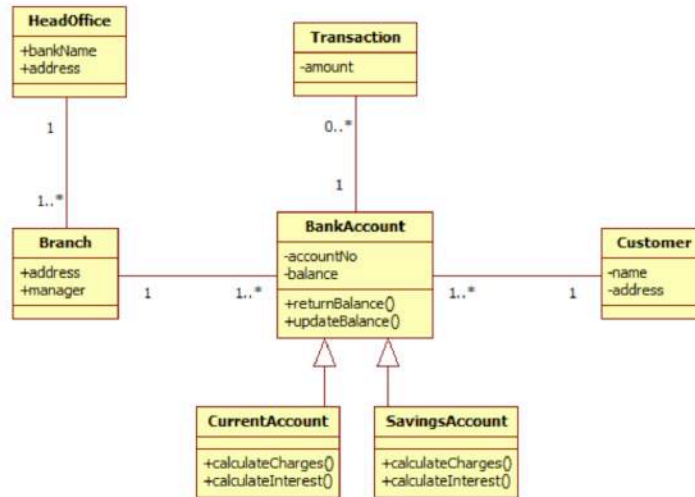 HeadOffice
+bankName
+address
Transaction
-amount
1
0..*
1..*
1
Branch
+address
+manager
BankAccount
-accountNo
-balance
+returnBalance()
+updateBalance()
Customer
-name
-address
1
1..*
1..*
1
CurrentAccount
+calculateCharges()
+calculateInterest()
SavingsAccount
+calculateCharges()
+calculateInterest()